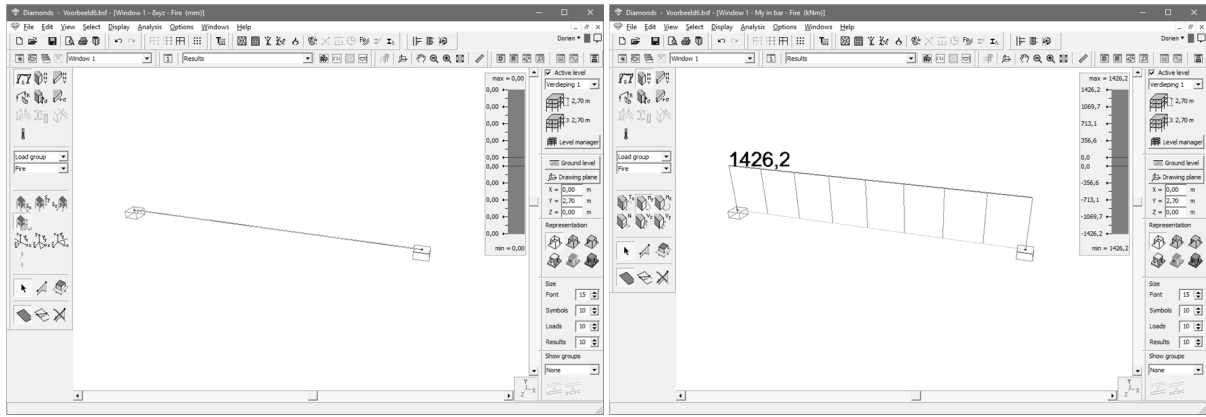 Diamonds - Voorbeeld6.bsf - [Window 1 - δxyz - Fire (mm)]
File Edit View Select Display Analysis Options Windows Help
Dorien
Window 1
Results
Load group
Fire
max = 0,00
0,00
0,00
0,00
0,00
0,00
0,00
0,00
0,00
0,00
0,00
min = 0,00
Active level
Verdieping 1
2,70 m
2,70 m
Level manager
Ground level
Drawing plane
X = 0,00 m
Y = 2,70 m
Z = 0,00 m
Representation
Size
Font 15
Symbols 10
Loads 10
Results 10
Show groups
None
Diamonds - Voorbeeld6.bsf - [Window 1 - My in bar - Fire (kNm)]
File Edit View Select Display Analysis Options Windows Help
Dorien
Window 1
Results
Load group
Fire
1426,2
max = 1426,2
1426,2
1069,7
713,1
356,6
0,0
0,0
-356,6
-713,1
-1069,7
-1426,2
min = 1426,2
Active level
Verdieping 1
2,70 m
2,70 m
Level manager
Ground level
Drawing plane
X = 0,00 m
Y = 2,70 m
Z = 0,00 m
Representation
Size
Font 15
Symbols 10
Loads 10
Results 10
Show groups
None